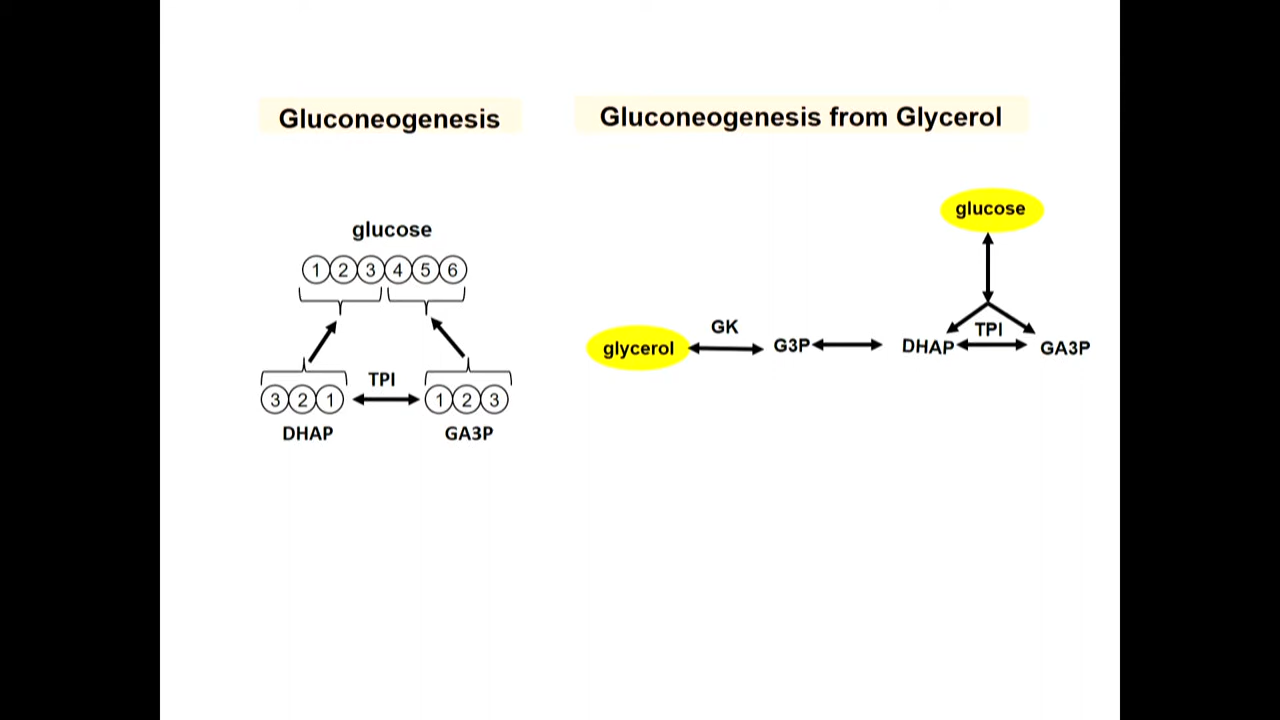 Gluconeogenesis
glucose
1 2 3 4 5 6
TPI
3 2 1
1 2 3
DHAP
GA3P
Gluconeogenesis from Glycerol
glucose
GK
TPI
glycerol
G3P
DHAP
GA3P